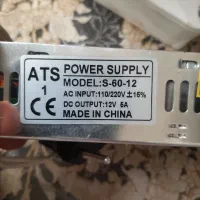 ATS
1
CE
POWER SUPPLY
MODEL:S-60-12
AC INPUT:110/220V ±15%
DC OUTPUT:12V 5A
MADE IN CHINA